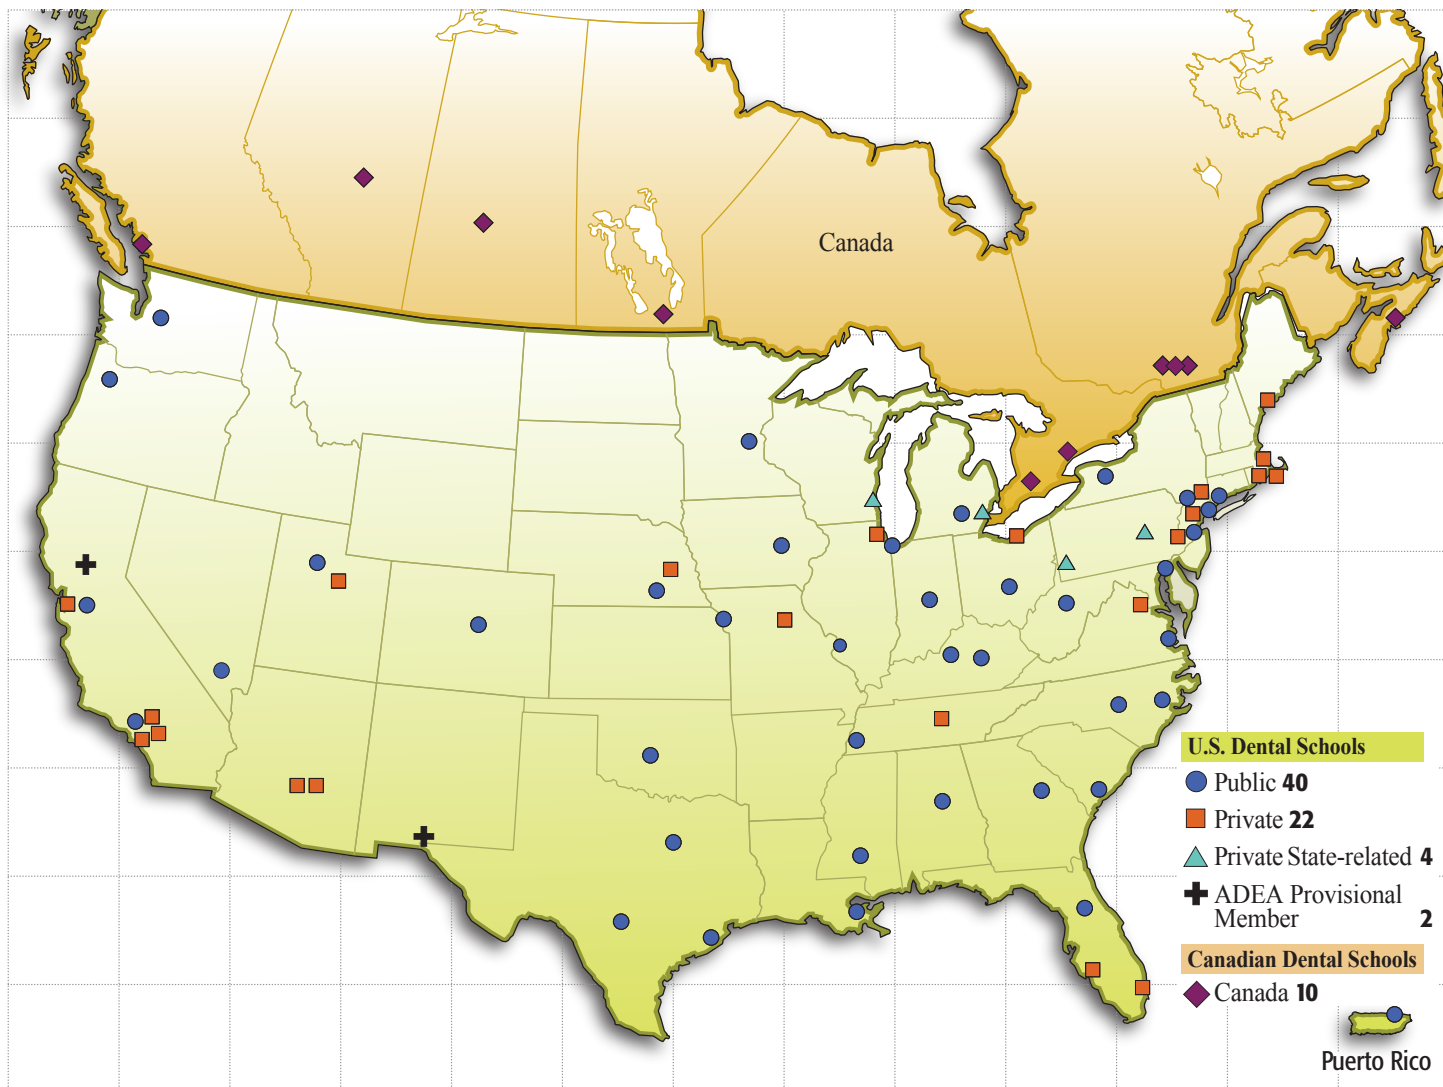 Canada
U.S. Dental Schools
Public 40
Private 22
Private State-related 4
ADEA Provisional
Member 2
Canadian Dental Schools
Canada 10
Puerto Rico